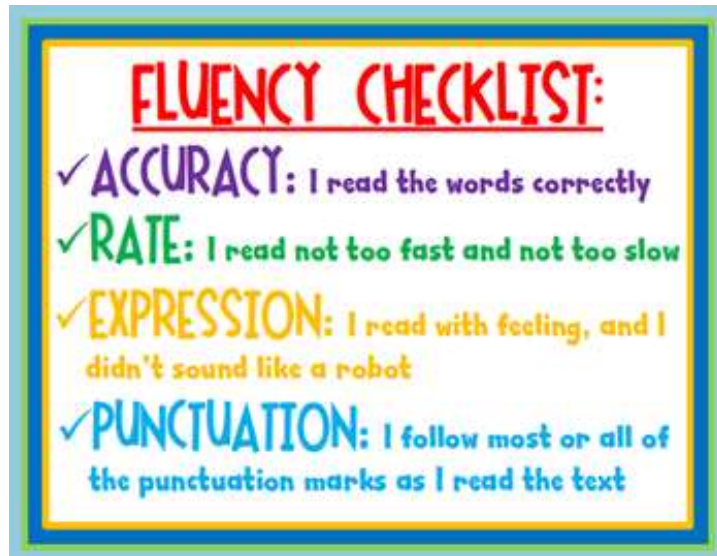 FLUENCY CHECKLIST:
✓ACCURACY: I read the words correctly
✓RATE: I read not too fast and not too slow
✓EXPRESSION: I read with feeling, and I
didn't sound like a robot
✓PUNCTUATION: I follow most or all of
the punctuation marks as I read the text